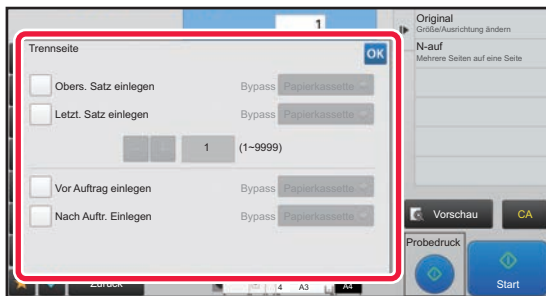 1
Trennseite
OK
Obers. Satz einlegen Bypass Papierkassette
Letzt. Satz einlegen Bypass Papierkassette
1 (1~9999)
Vor Auftrag einlegen Bypass Papierkassette
Nach Auftr. Einlegen Bypass Papierkassette
Zurück
4 A3 A4
Original
Größe/Ausrichtung ändern
N-auf
Mehrere Seiten auf eine Seite
Vorschau CA
Probedruck
Start